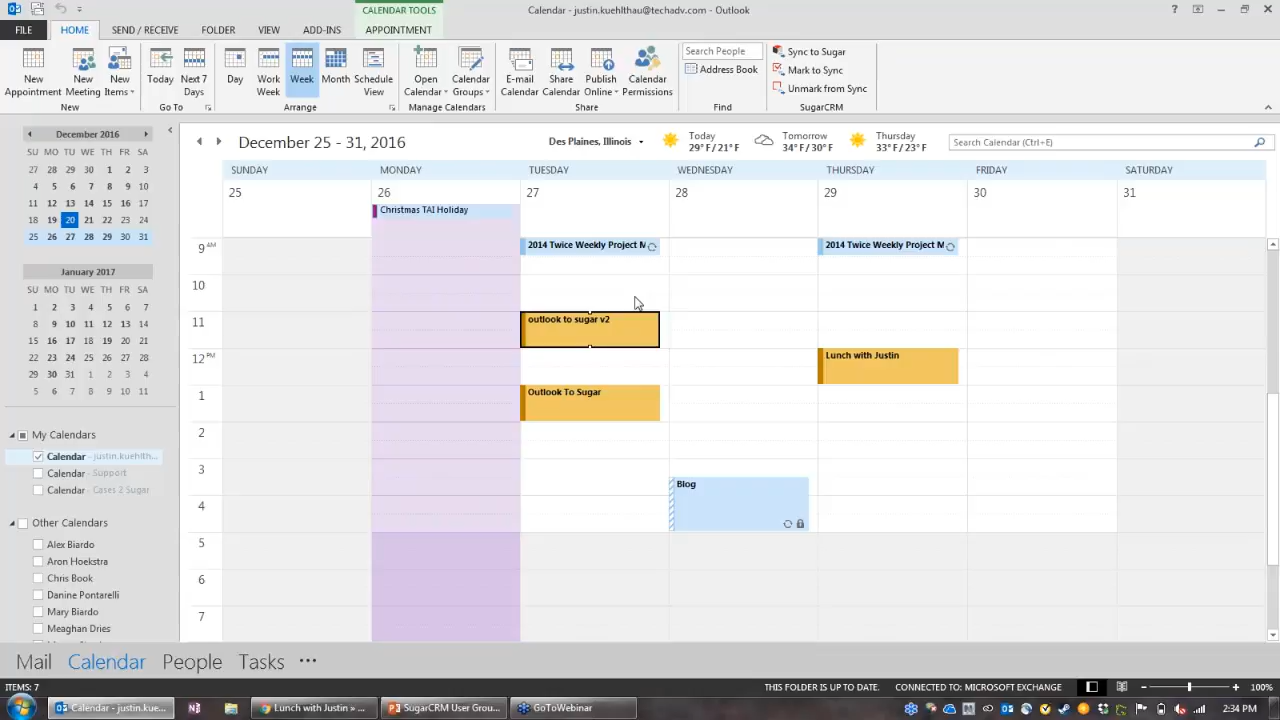 CALENDAR TOOLS
Calendar - justin.kuehlthau@techadv.com - Outlook
?
FILE
HOME
SEND / RECEIVE
FOLDER
VIEW
ADD-INS
APPOINTMENT
New Appointment
New Meeting
New Items
Today
Next 7 Days
Day
Work Week
Week
Month
Schedule View
Open Calendar
Calendar Groups
E-mail Calendar
Share Calendar
Publish Online
Calendar Permissions
Search People
Address Book
Sync to Sugar
Mark to Sync
Unmark from Sync
New
Go To
Arrange
Manage Calendars
Share
Find
SugarCRM
December 2016
SU MO TU WE TH FR SA
27 28 29 30 1 2 3
4 5 6 7 8 9 10
11 12 13 14 15 16 17
18 19 20 21 22 23 24
25 26 27 28 29 30 31
January 2017
SU MO TU WE TH FR SA
1 2 3 4 5 6 7
8 9 10 11 12 13 14
15 16 17 18 19 20 21
22 23 24 25 26 27 28
29 30 31 1 2 3 4
5 6 7 8 9 10 11
My Calendars
Calendar - justin.kuehlth...
Calendar - Support
Calendar - Cases 2 Sugar
Other Calendars
Alex Biardo
Aron Hoekstra
Chris Book
Danine Pontarelli
Mary Biardo
Meaghan Dries
December 25 - 31, 2016
Des Plaines, Illinois
Today
29° F / 21° F
Tomorrow
34° F / 30° F
Thursday
33° F / 23° F
Search Calendar (Ctrl+E)
SUNDAY MONDAY TUESDAY WEDNESDAY THURSDAY FRIDAY SATURDAY
25 26 27 28 29 30 31
Christmas TAI Holiday
9 AM
2014 Twice Weekly Project M
2014 Twice Weekly Project M
10
11
outlook to sugar v2
12 PM
Lunch with Justin
1
Outlook To Sugar
2
3
Blog
4
5
6
7
Mail Calendar People Tasks ···
ITEMS: 7
THIS FOLDER IS UP TO DATE.
CONNECTED TO: MICROSOFT EXCHANGE
100%
Calendar - justin.kue...
Lunch with Justin » ...
SugarCRM User Grou...
GoToWebinar
2:34 PM